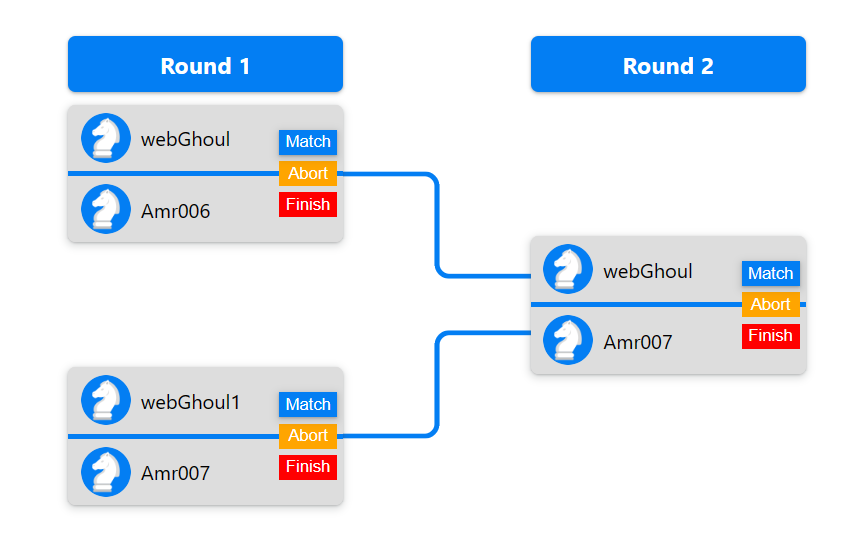 Round 1
Round 2
webGhoul
Match
Abort
Amr006
Finish
webGhoul1
Match
Abort
Amr007
Finish
webGhoul
Match
Abort
Amr007
Finish